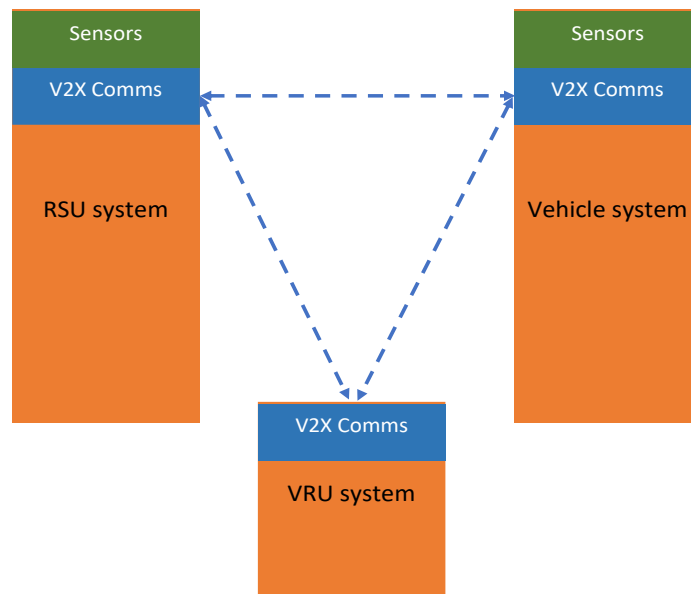 Sensors
V2X Comms
RSU system
Sensors
V2X Comms
Vehicle system
V2X Comms
VRU system